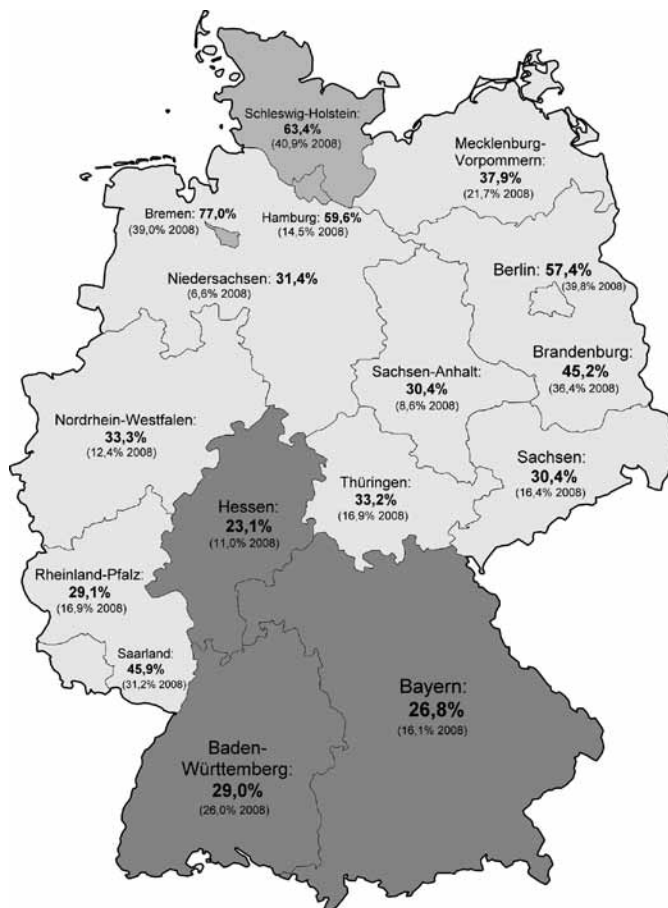 Schleswig-Holstein:
63,4%
(40,9% 2008)
Mecklenburg-
Vorpommern:
37,9%
(21,7% 2008)
Bremen: 77,0%
(39,0% 2008)
Hamburg: 59,6%
(14,5% 2008)
Niedersachsen: 31,4%
(6,6% 2008)
Berlin: 57,4%
(39,8% 2008)
Brandenburg:
45,2%
(36,4% 2008)
Sachsen-Anhalt:
30,4%
(8,6% 2008)
Nordrhein-Westfalen:
33,3%
(12,4% 2008)
Sachsen:
30,4%
(16,4% 2008)
Thüringen:
33,2%
(16,9% 2008)
Hessen:
23,1%
(11,0% 2008)
Rheinland-Pfalz:
29,1%
(16,9% 2008)
Saarland:
45,9%
(31,2% 2008)
Bayern:
26,8%
(16,1% 2008)
Baden-
Württemberg:
29,0%
(26,0% 2008)